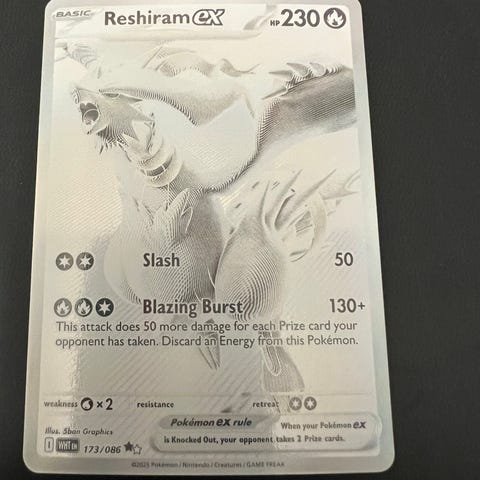 BASIC Reshiram ex HP 230
Slash 50
Blazing Burst 130+
This attack does 50 more damage for each Prize card your
opponent has taken. Discard an Energy from this Pokémon.
weakness ×2 resistance retreat
Illus. 5ban Graphics
Pokémon ex rule When your Pokémon ex
is Knocked Out, your opponent takes 2 Prize cards.
I WHT EN 173/086
©2025 Pokémon / Nintendo / Creatures / GAME FREAK